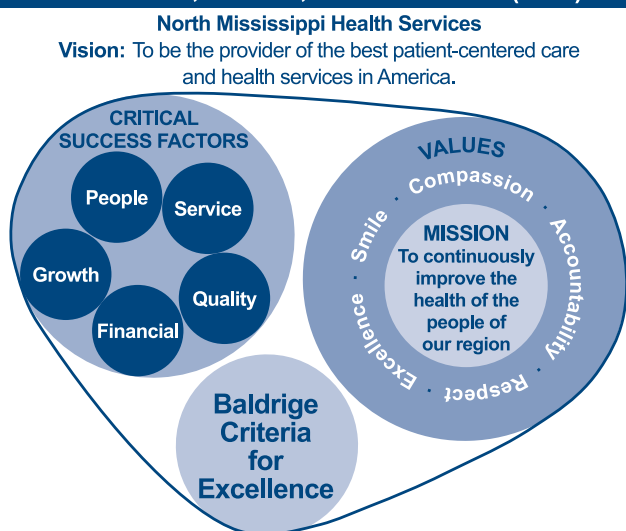 North Mississippi Health Services
Vision: To be the provider of the best patient-centered care
and health services in America.
CRITICAL
SUCCESS FACTORS
People
Service
Growth
Quality
Financial
VALUES
Compassion · Accountability · Respect · Excellence · Smile ·
MISSION
To continuously
improve the
health of the
people of
our region
Baldrige
Criteria
for
Excellence